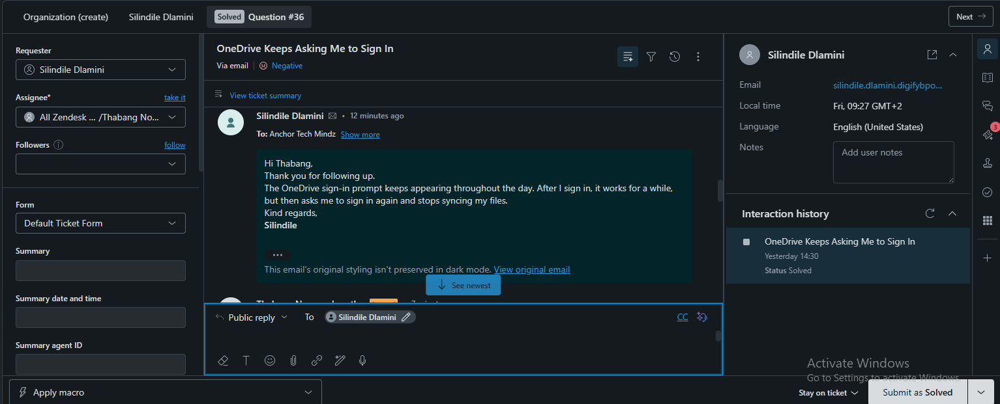 Organization (create)
Silindile Dlamini
Solved Question #36
Next
Requester
Silindile Dlamini
Assignee*
take it
All Zendesk ... /Thabang No...
Followers
follow
Form
Default Ticket Form
Summary
Summary date and time
Summary agent ID
Apply macro
OneDrive Keeps Asking Me to Sign In
Via email
Negative
View ticket summary
Silindile Dlamini • 12 minutes ago
To: Anchor Tech Mindz Show more
Hi Thabang,
Thank you for following up.
The OneDrive sign-in prompt keeps appearing throughout the day. After I sign in, it works for a while,
but then asks me to sign in again and stops syncing my files.
Kind regards,
Silindile
This email's original styling isn't preserved in dark mode. View original email
See newest
Public reply
To
Silindile Dlamini
CC
Silindile Dlamini
Email
silindile.dlamini.digifybpo...
Local time
Fri, 09:27 GMT+2
Language
English (United States)
Notes
Add user notes
Interaction history
OneDrive Keeps Asking Me to Sign In
Yesterday 14:30
Status Solved
3
Activate Windows
Go to Settings to activate Windows.
Stay on ticket
Submit as Solved